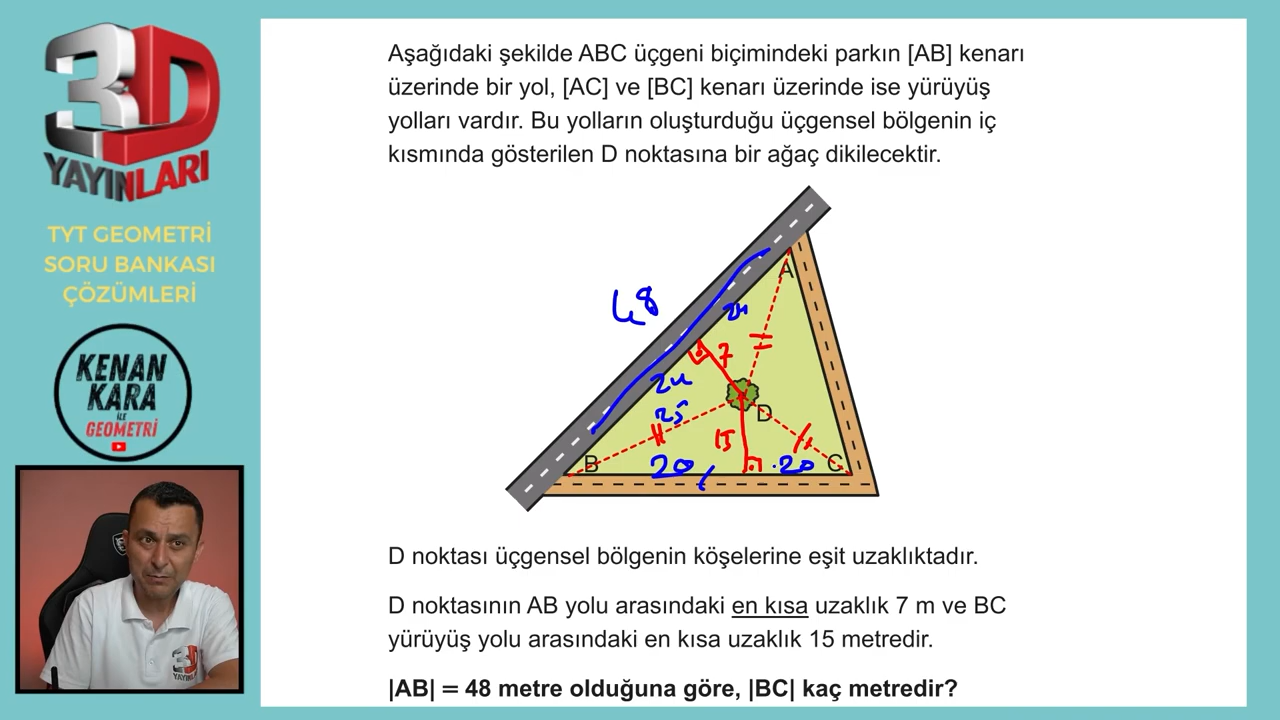 3D
YAYINLARI
TYT GEOMETRİ
SORU BANKASI
ÇÖZÜMLERİ
KENAN
KARA
İLE
GEOMETRİ
3D
YAYINLARI
Aşağıdaki şekilde ABC üçgeni biçimindeki parkın [AB] kenarı
üzerinde bir yol, [AC] ve [BC] kenarı üzerinde ise yürüyüş
yolları vardır. Bu yolların oluşturduğu üçgensel bölgenin iç
kısmında gösterilen D noktasına bir ağaç dikilecektir.
A
48
24
7
24
25
D
15
B
20
20
C
D noktası üçgensel bölgenin köşelerine eşit uzaklıktadır.
D noktasının AB yolu arasındaki en kısa uzaklık 7 m ve BC
yürüyüş yolu arasındaki en kısa uzaklık 15 metredir.
|AB| = 48 metre olduğuna göre, |BC| kaç metredir?